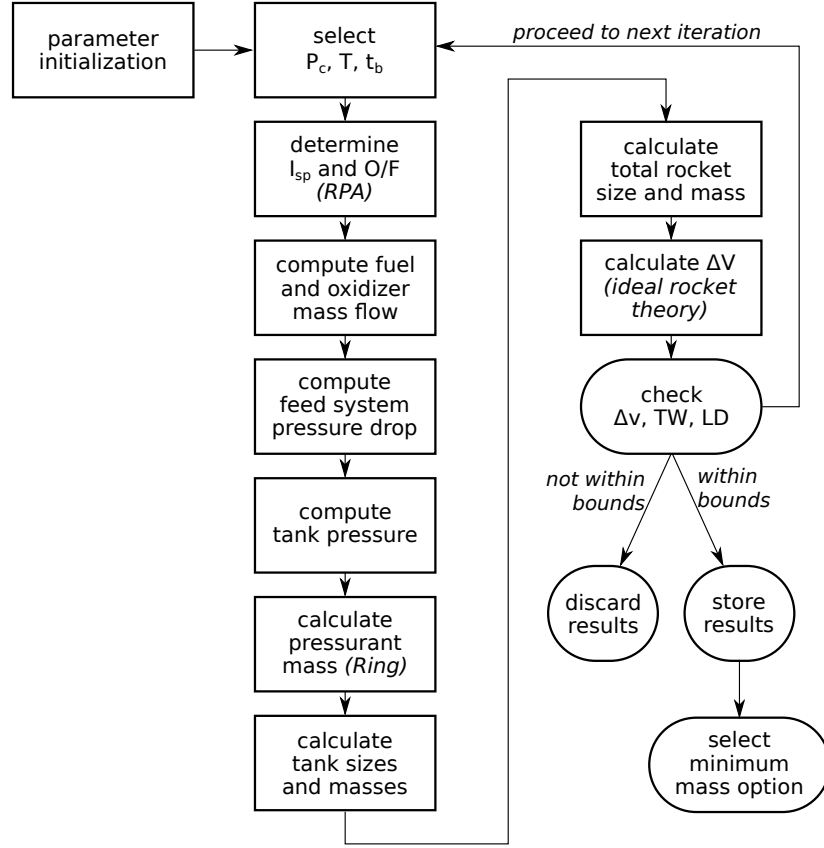 parameter
initialization
select
P_c, T, t_b
proceed to next iteration
determine
I_sp and O/F
(RPA)
compute fuel
and oxidizer
mass flow
compute
feed system
pressure drop
compute
tank pressure
calculate
pressurant
mass (Ring)
calculate
tank sizes
and masses
calculate
total rocket
size and mass
calculate ΔV
(ideal rocket
theory)
check
Δv, TW, LD
not within
bounds
within
bounds
discard
results
store
results
select
minimum
mass option